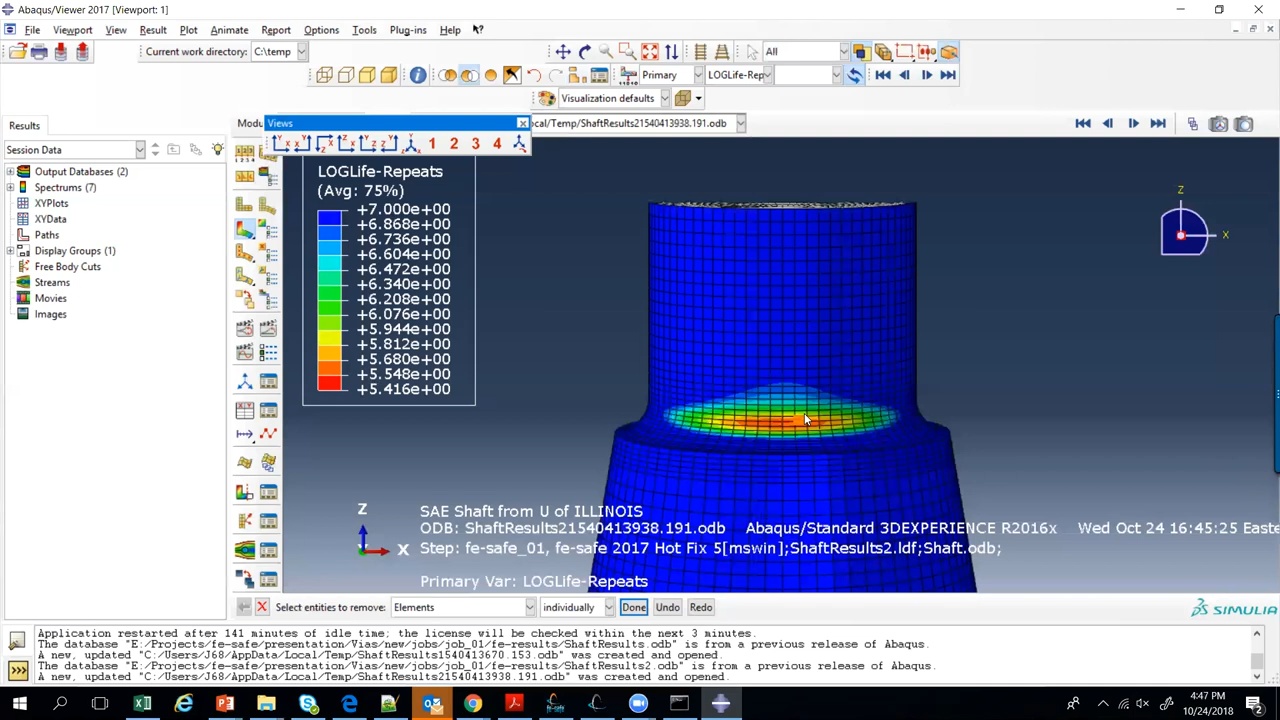 Abaqus/Viewer 2017 [Viewport: 1]
File Viewport View Result Plot Animate Report Options Tools Plug-ins Help
Current work directory: C:\temp
All
Primary LOGLife-Rep
Visualization defaults
Results
Modu
Views
ocal/Temp/ShaftResults21540413938.191.odb
1 2 3 4
Session Data
Output Databases (2)
Spectrums (7)
XYPlots
XYData
Paths
Display Groups (1)
Free Body Cuts
Streams
Movies
Images
LOGLife-Repeats
(Avg: 75%)
+7.000e+00
+6.868e+00
+6.736e+00
+6.604e+00
+6.472e+00
+6.340e+00
+6.208e+00
+6.076e+00
+5.944e+00
+5.812e+00
+5.680e+00
+5.548e+00
+5.416e+00
Z
X
Z
X
SAE Shaft from U of ILLINOIS
ODB: ShaftResults21540413938.191.odb Abaqus/Standard 3DEXPERIENCE R2016x Wed Oct 24 16:45:25 Easte
Step: fe-safe_01, fe-safe 2017 Hot Fix 5[mswin];ShaftResults2.ldf;Shaft.odb;
Primary Var: LOGLife-Repeats
Select entities to remove: Elements individually Done Undo Redo
SIMULIA
Application restarted after 141 minutes of idle time; the license will be checked within the next 3 minutes.
The database "E:/Projects/fe-safe/presentation/Vias/new/jobs/job_01/fe-results/ShaftResults.odb" is from a previous release of Abaqus.
A new, updated "C:/Users/J68/AppData/Local/Temp/ShaftResults1540413670.153.odb" was created and opened.
The database "E:/Projects/fe-safe/presentation/Vias/new/jobs/job_01/fe-results/ShaftResults2.odb" is from a previous release of Abaqus.
A new, updated "C:/Users/J68/AppData/Local/Temp/ShaftResults21540413938.191.odb" was created and opened.
>>>
4:47 PM
10/24/2018